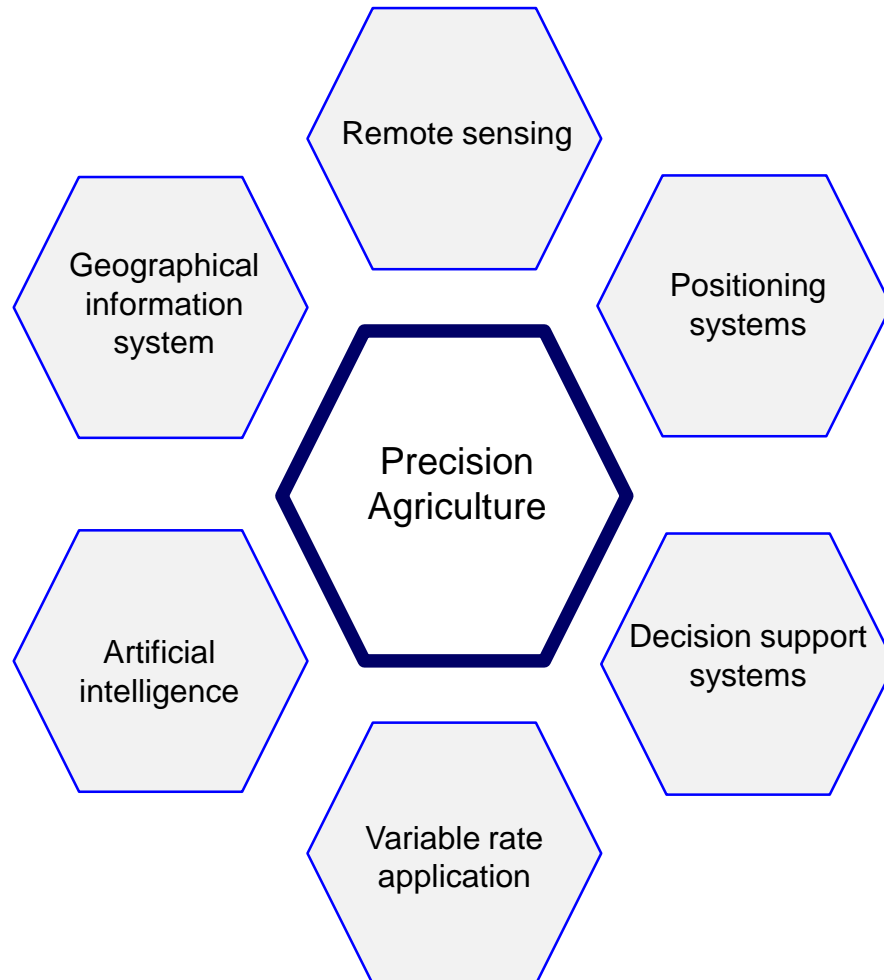 Remote sensing
Geographical
information
system
Positioning
systems
Precision
Agriculture
Artificial
intelligence
Decision support
systems
Variable rate
application